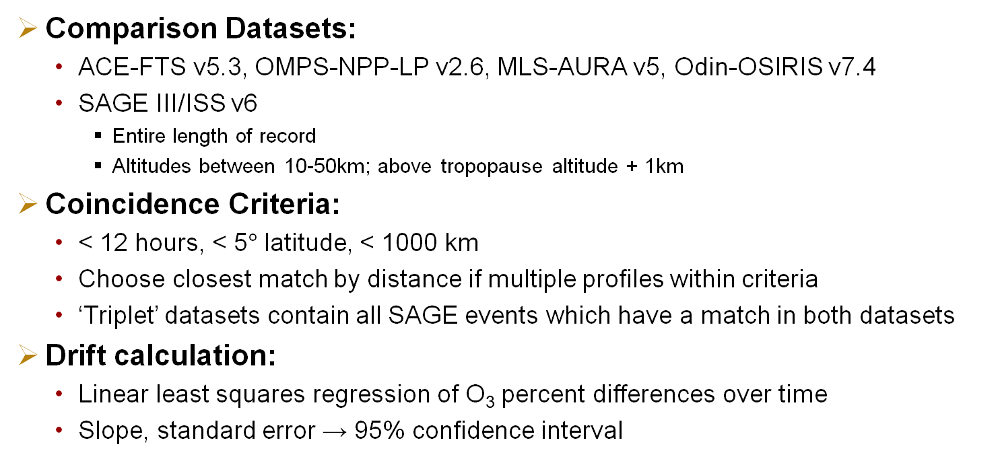 Comparison Datasets:
ACE-FTS v5.3, OMPS-NPP-LP v2.6, MLS-AURA v5, Odin-OSIRIS v7.4
SAGE III/ISS v6
Entire length of record
Altitudes between 10-50km; above tropopause altitude + 1km
Coincidence Criteria:
< 12 hours, < 5° latitude, < 1000 km
Choose closest match by distance if multiple profiles within criteria
‘Triplet’ datasets contain all SAGE events which have a match in both datasets
Drift calculation:
Linear least squares regression of O₃ percent differences over time
Slope, standard error → 95% confidence interval